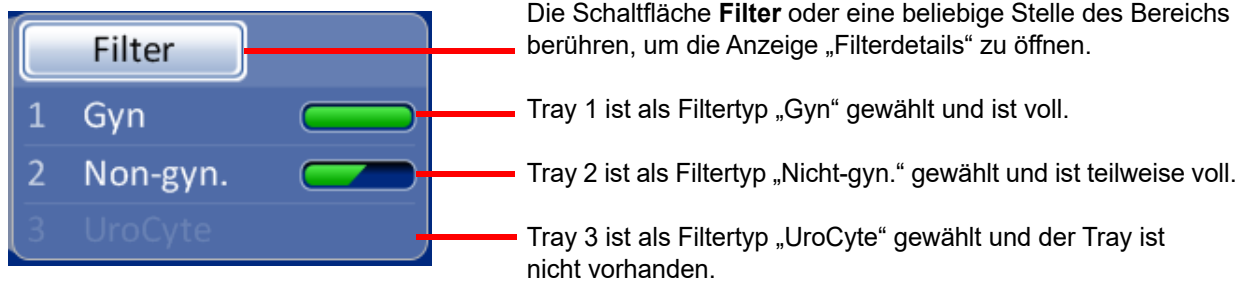 Filter
1 Gyn
2 Non-gyn.
3 UroCyte
Die Schaltfläche Filter oder eine beliebige Stelle des Bereichs
berühren, um die Anzeige „Filterdetails“ zu öffnen.
Tray 1 ist als Filtertyp „Gyn“ gewählt und ist voll.
Tray 2 ist als Filtertyp „Nicht-gyn.“ gewählt und ist teilweise voll.
Tray 3 ist als Filtertyp „UroCyte“ gewählt und der Tray ist
nicht vorhanden.